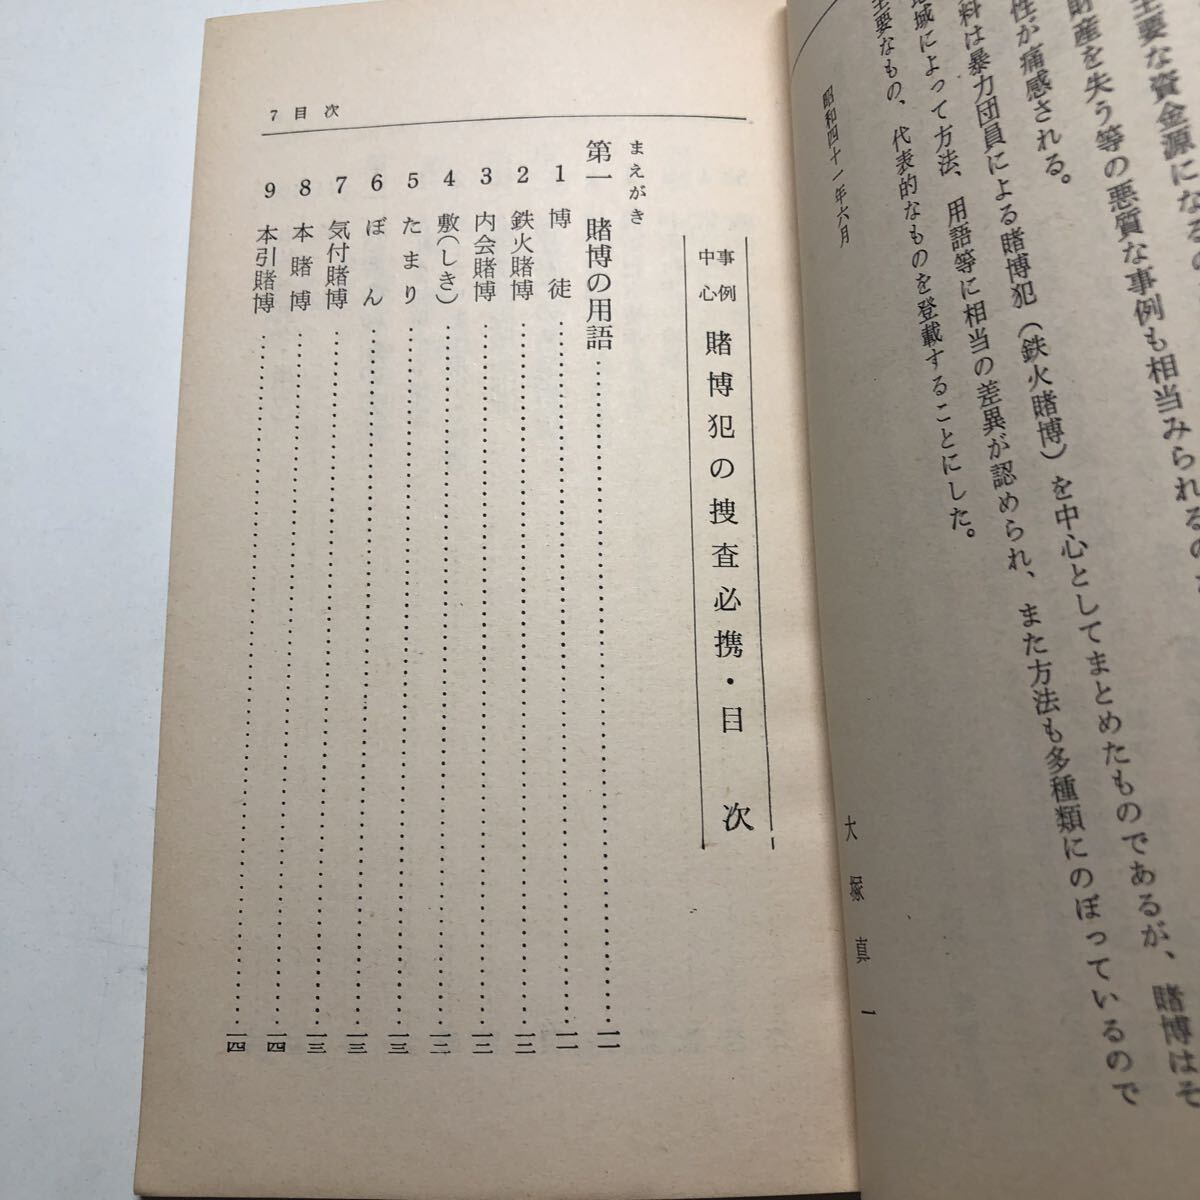 主要な資金源になるの
財産を失う等の悪質な事例も相当みられるの
性が痛感される。
料は暴力団員による賭博犯(鉄火賭博)を中心としてまとめたものであるが、賭博はそ
地域によって方法、用語等に相当の差異が認められ、また方法も多種類にのぼっているので
主要なもの、代表的なものを登載することにした。
昭和四十一年六月
大塚真一
7 目次
事例中心 賭博犯の捜査必携・目次
まえがき
第一 賭博の用語……一一
1 博徒……一一
2 鉄火賭博……一二
3 内会賭博……一二
4 敷(しき)……一二
5 たまり……一三
6 ぼん……一三
7 気付賭博……一三
8 本賭博……一四
9 本引賭博……一四